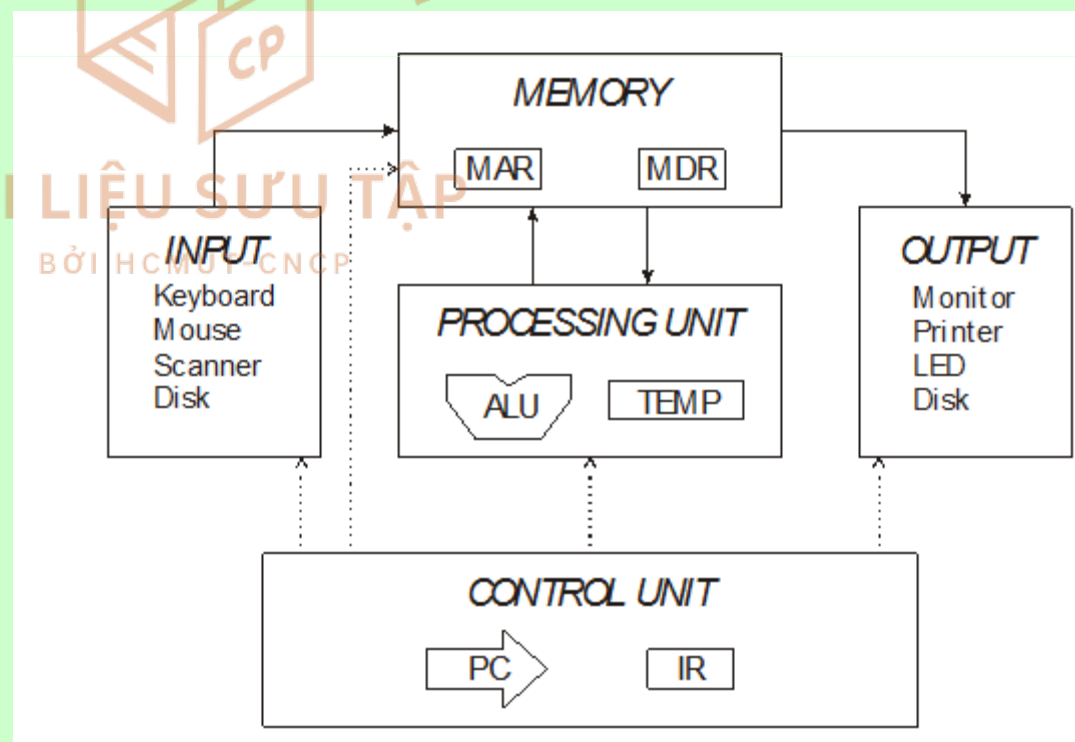 CP
MEMORY
MAR MDR
I LIỆU SƯU TẬP
BỞI HCMUT-CNCP
INPUT
Keyboard
Mouse
Scanner
Disk
PROCESSING UNIT
ALU TEMP
OUTPUT
Monitor
Printer
LED
Disk
CONTROL UNIT
PC IR